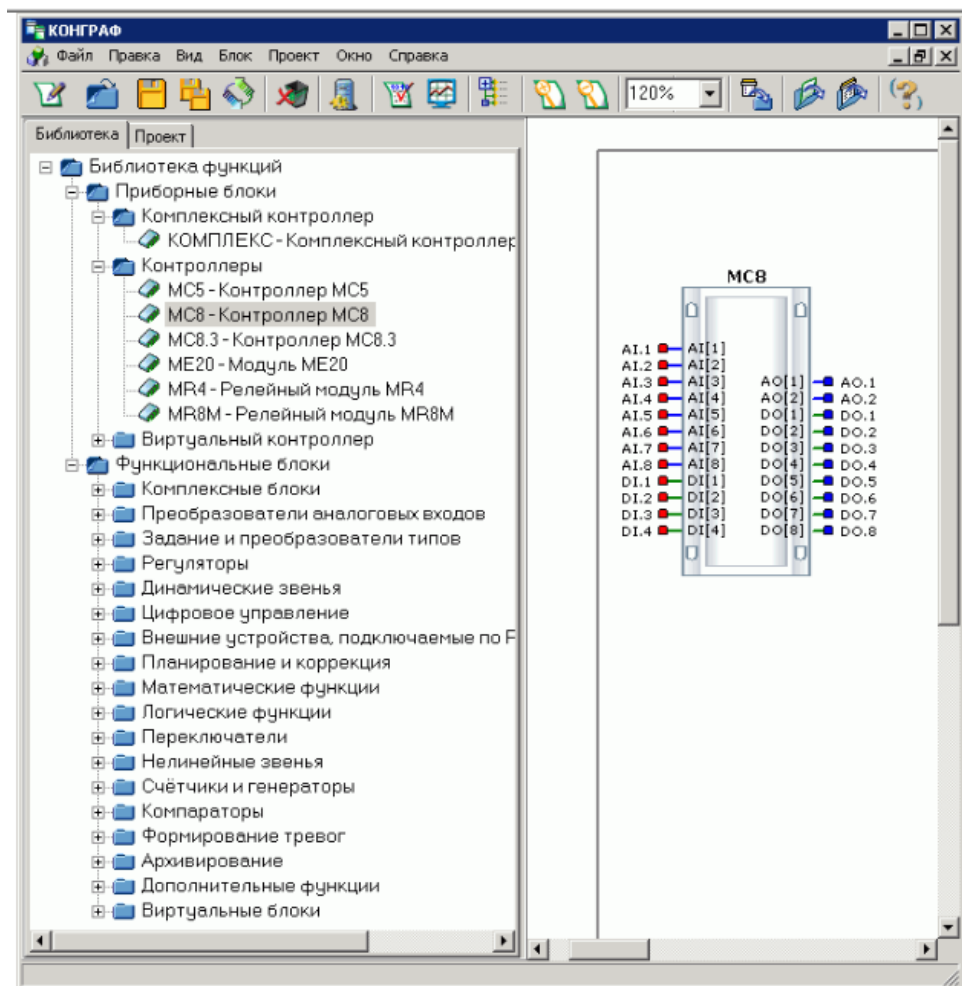 КОНГРАФ
Файл Правка Вид Блок Проект Окно Справка
120%
Библиотека Проект
Библиотека функций
Приборные блоки
Комплексный контроллер
КОМПЛЕКС - Комплексный контроллер
Контроллеры
MC5 - Контроллер MC5
MC8 - Контроллер MC8
MC8.3 - Контроллер MC8.3
ME20 - Модуль ME20
MR4 - Релейный модуль MR4
MR8M - Релейный модуль MR8M
Виртуальный контроллер
Функциональные блоки
Комплексные блоки
Преобразователи аналоговых входов
Задание и преобразователи типов
Регуляторы
Динамические звенья
Цифровое управление
Внешние устройства, подключаемые по F
Планирование и коррекция
Математические функции
Логические функции
Переключатели
Нелинейные звенья
Счётчики и генераторы
Компараторы
Формирование тревог
Архивирование
Дополнительные функции
Виртуальные блоки
MC8
AI.1 AI[1]
AI.2 AI[2]
AI.3 AI[3] AO[1] AO.1
AI.4 AI[4] AO[2] AO.2
AI.5 AI[5] DO[1] DO.1
AI.6 AI[6] DO[2] DO.2
AI.7 AI[7] DO[3] DO.3
AI.8 AI[8] DO[4] DO.4
DI.1 DI[1] DO[5] DO.5
DI.2 DI[2] DO[6] DO.6
DI.3 DI[3] DO[7] DO.7
DI.4 DI[4] DO[8] DO.8